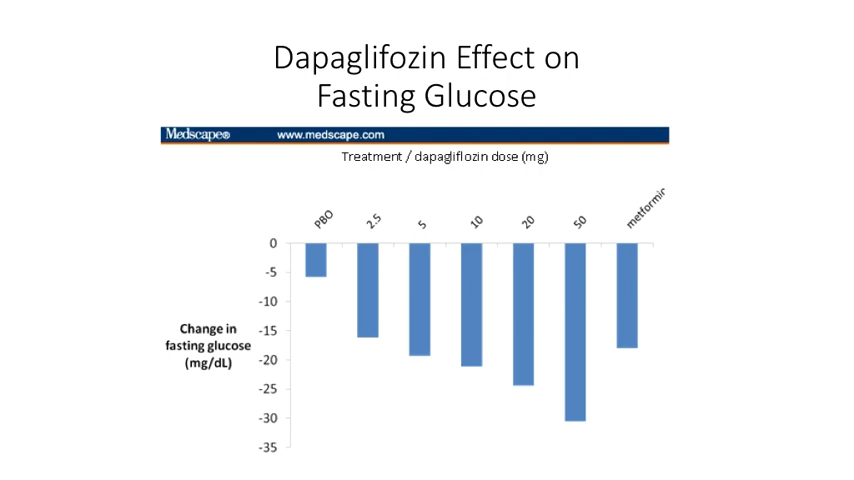 Dapaglifozin Effect on
Fasting Glucose
Medscape® www.medscape.com
Treatment / dapagliflozin dose (mg)
PBO 2.5 5 10 20 50 metformin
0
-5
-10
-15
-20
-25
-30
-35
Change in
fasting glucose
(mg/dL)